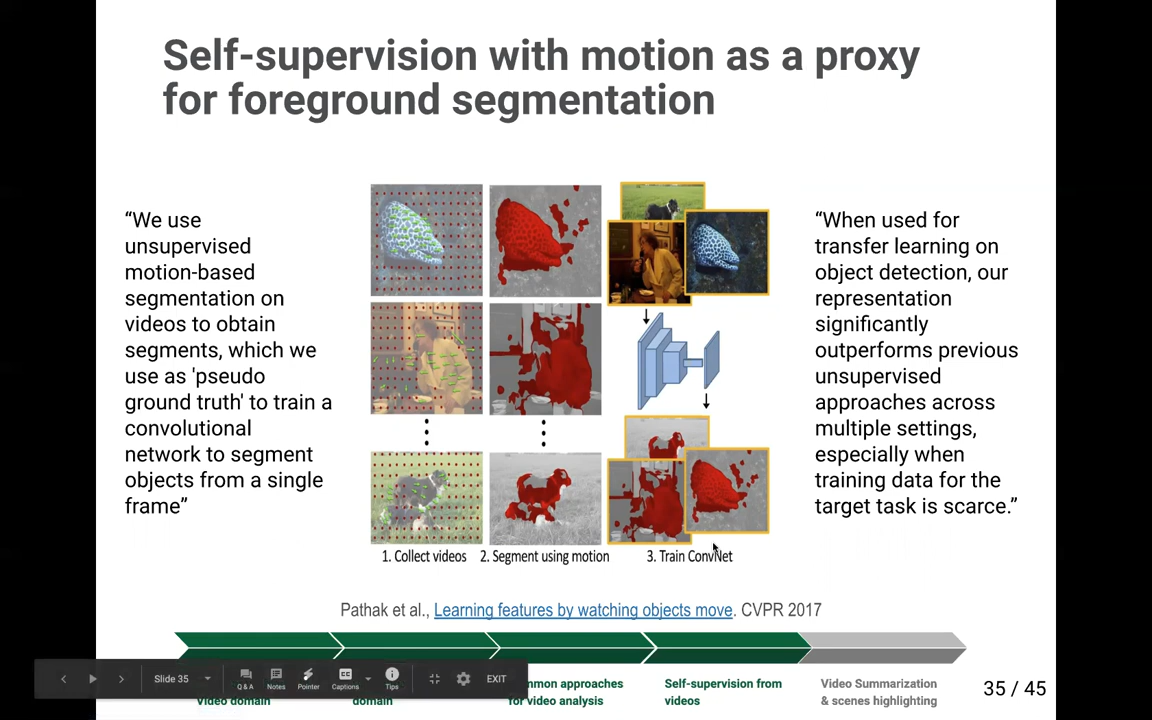 Self-supervision with motion as a proxy
for foreground segmentation
“We use
unsupervised
motion-based
segmentation on
videos to obtain
segments, which we
use as 'pseudo
ground truth' to train a
convolutional
network to segment
objects from a single
frame”
1. Collect videos
2. Segment using motion
3. Train ConvNet
“When used for
transfer learning on
object detection, our
representation
significantly
outperforms previous
unsupervised
approaches across
multiple settings,
especially when
training data for the
target task is scarce.”
Pathak et al., Learning features by watching objects move. CVPR 2017
Slide 35
Q & A
Notes
Pointer
CC
Captions
Tips
EXIT
video domain
domain
mmon approaches
for video analysis
Self-supervision from
videos
Video Summarization
& scenes highlighting
35 / 45